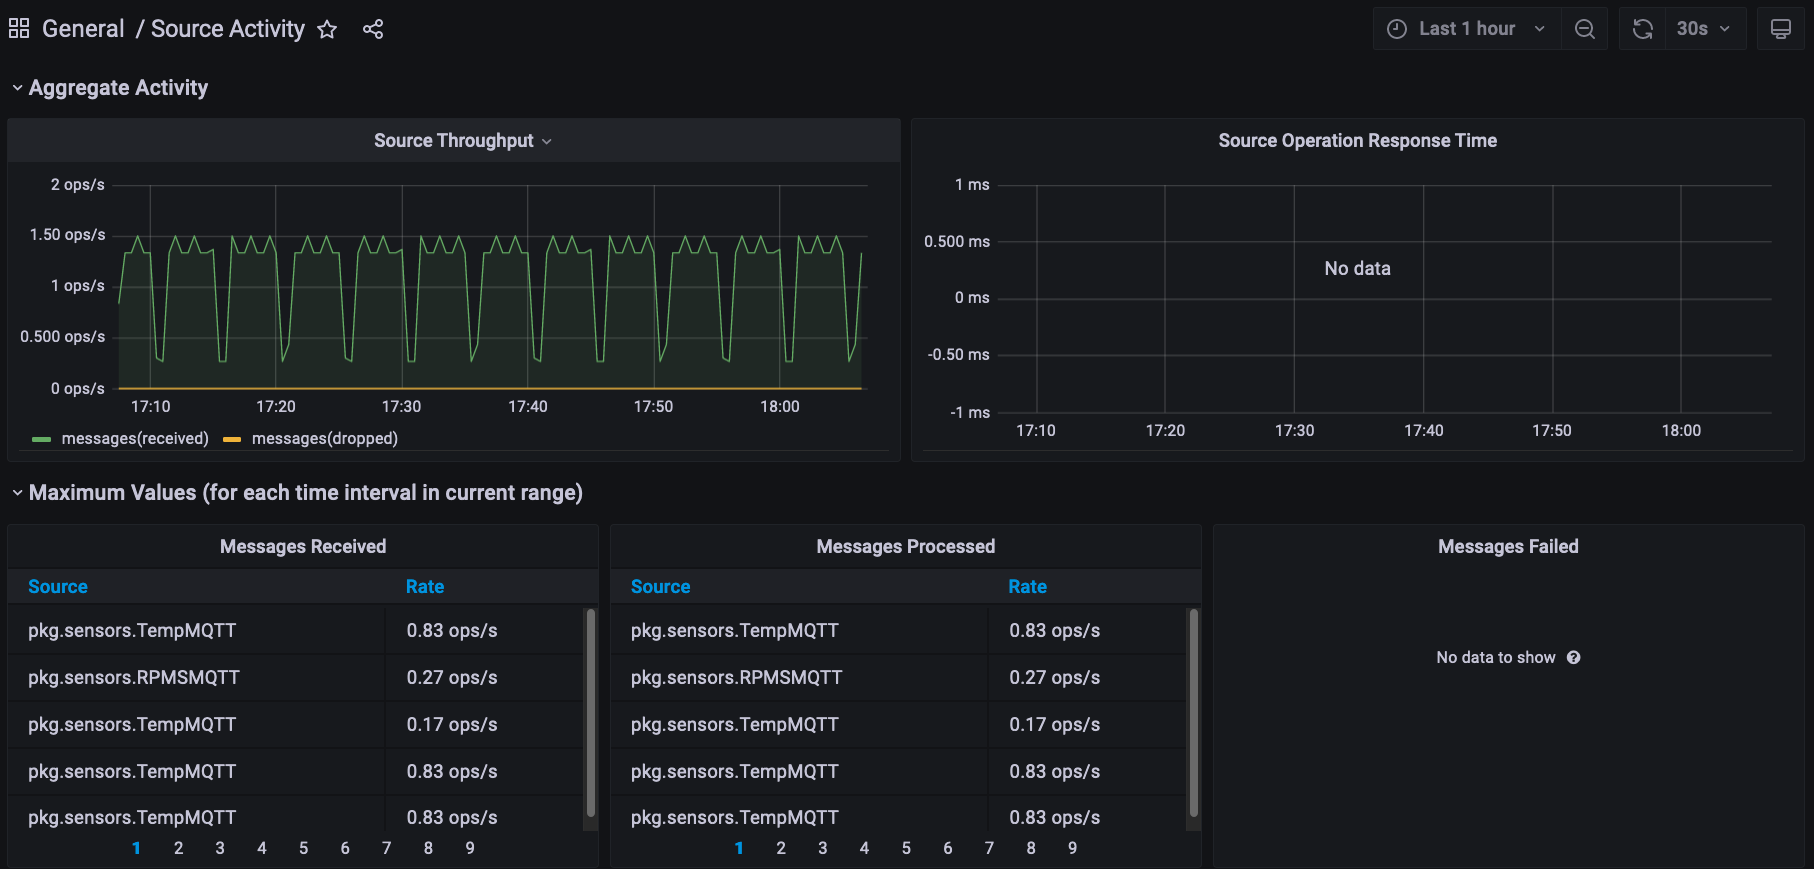 General / Source Activity
Last 1 hour
30s
Aggregate Activity
Source Throughput
2 ops/s
1.50 ops/s
1 ops/s
0.500 ops/s
0 ops/s
17:10 17:20 17:30 17:40 17:50 18:00
messages(received) messages(dropped)
Source Operation Response Time
1 ms
0.500 ms
0 ms
-0.50 ms
-1 ms
No data
17:10 17:20 17:30 17:40 17:50 18:00
Maximum Values (for each time interval in current range)
Messages Received
Source Rate
pkg.sensors.TempMQTT 0.83 ops/s
pkg.sensors.RPMSMQTT 0.27 ops/s
pkg.sensors.TempMQTT 0.17 ops/s
pkg.sensors.TempMQTT 0.83 ops/s
pkg.sensors.TempMQTT 0.83 ops/s
1 2 3 4 5 6 7 8 9
Messages Processed
Source Rate
pkg.sensors.TempMQTT 0.83 ops/s
pkg.sensors.RPMSMQTT 0.27 ops/s
pkg.sensors.TempMQTT 0.17 ops/s
pkg.sensors.TempMQTT 0.83 ops/s
pkg.sensors.TempMQTT 0.83 ops/s
1 2 3 4 5 6 7 8 9
Messages Failed
No data to show